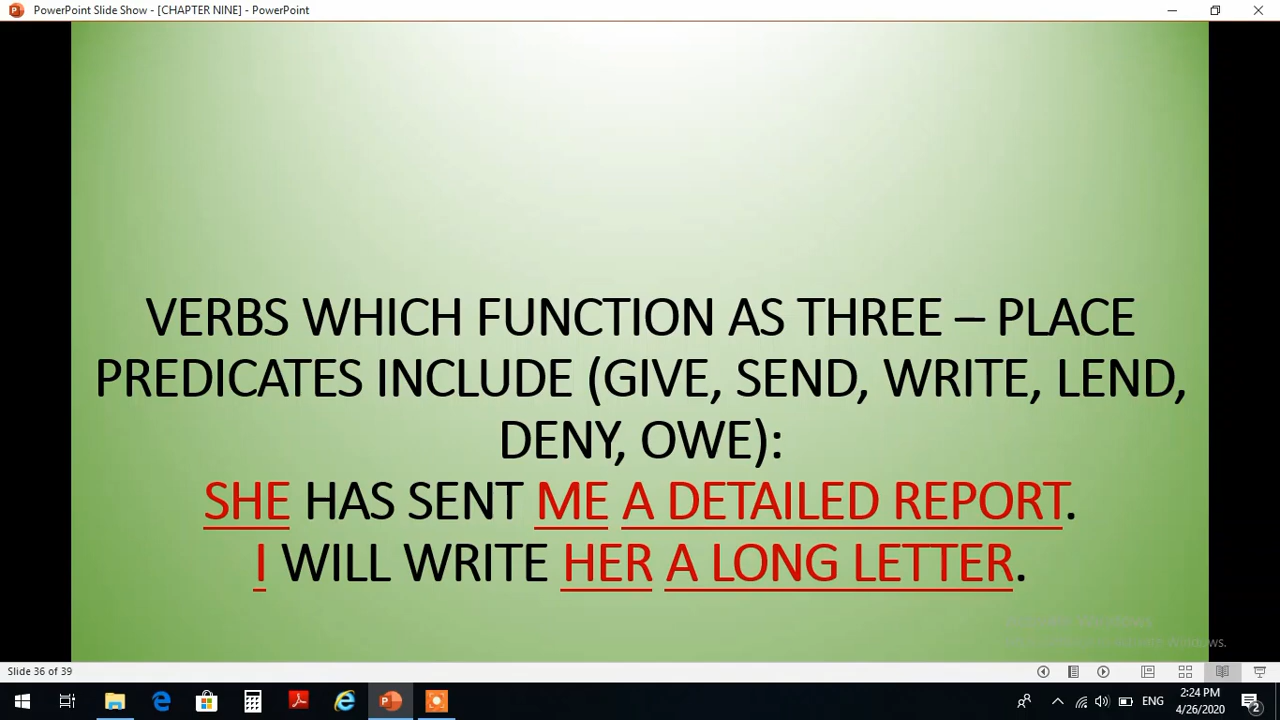 PowerPoint Slide Show - [CHAPTER NINE] - PowerPoint
VERBS WHICH FUNCTION AS THREE – PLACE
PREDICATES INCLUDE (GIVE, SEND, WRITE, LEND,
DENY, OWE):
SHE HAS SENT ME A DETAILED REPORT.
I WILL WRITE HER A LONG LETTER.
Windows.
Slide 36 of 39
ENG
2:24 PM
4/26/2020
2